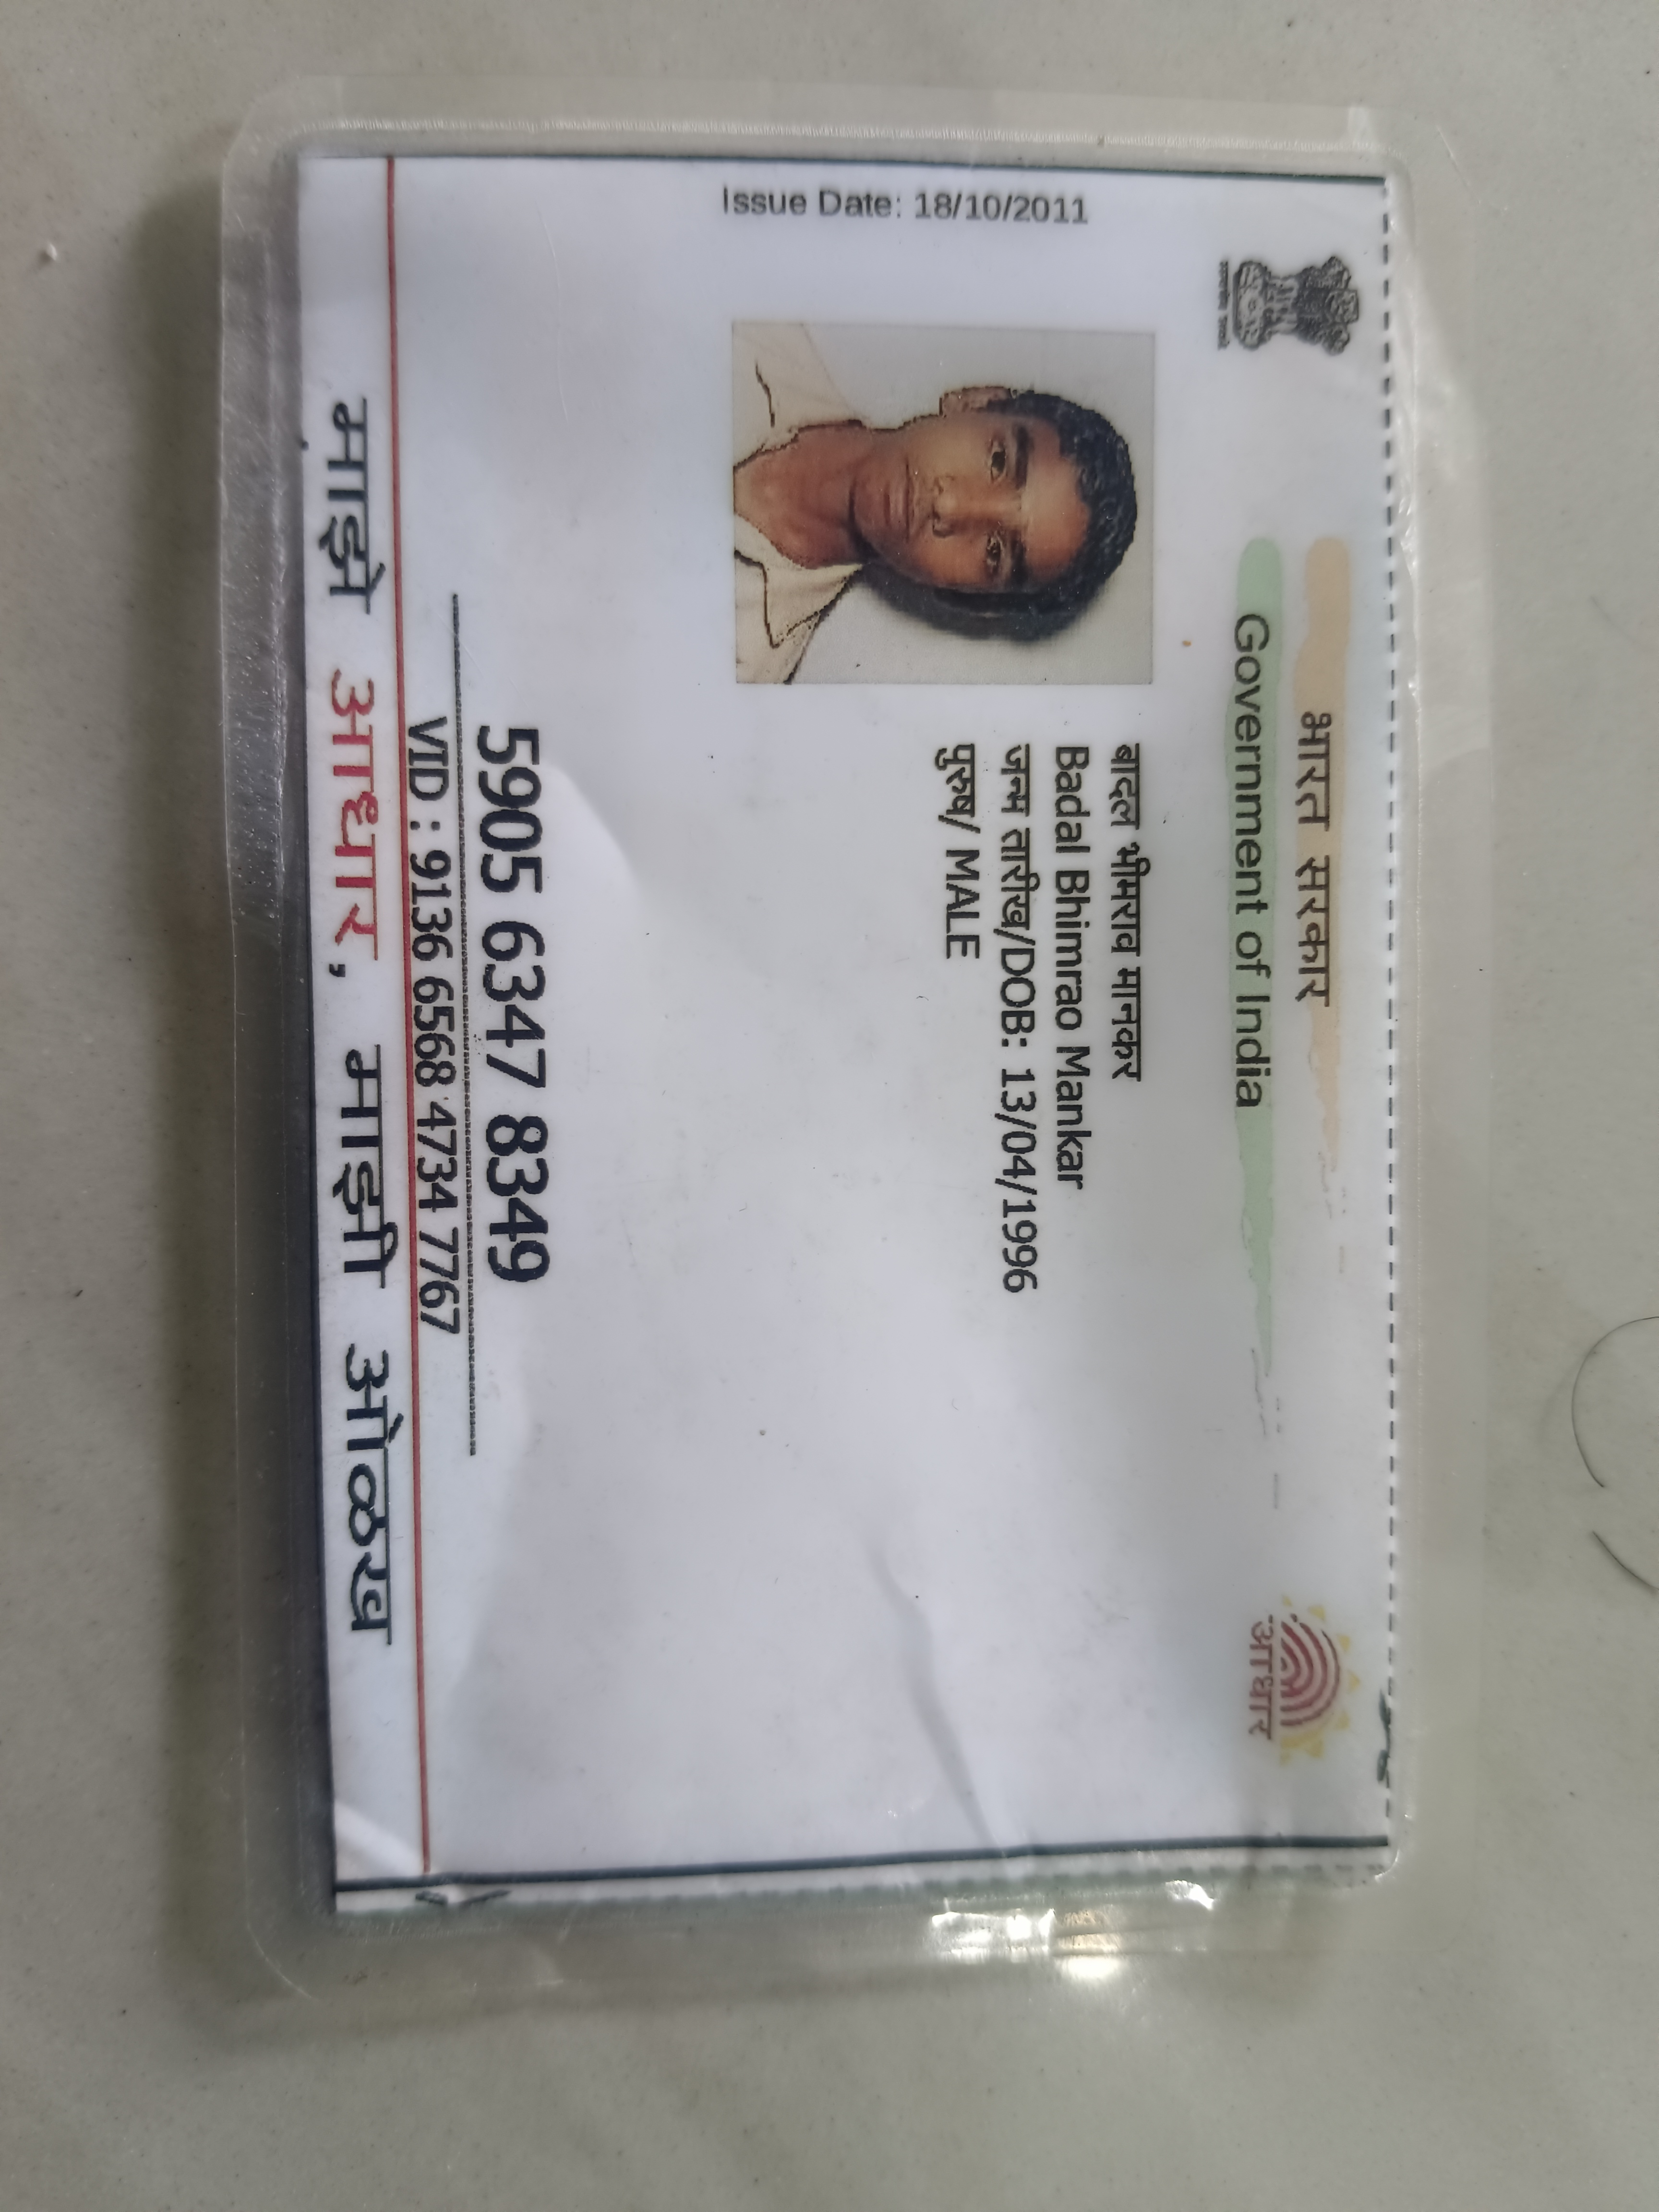 भारत सरकार
Government of India
आधार
Issue Date: 18/10/2011
बादल भीमराव मानकर
Badal Bhimrao Mankar
जन्म तारीख/DOB: 13/04/1996
पुरुष/ MALE
5905 6347 8349
VID : 9136 6568 4734 7767
माझे आधार, माझी ओळख